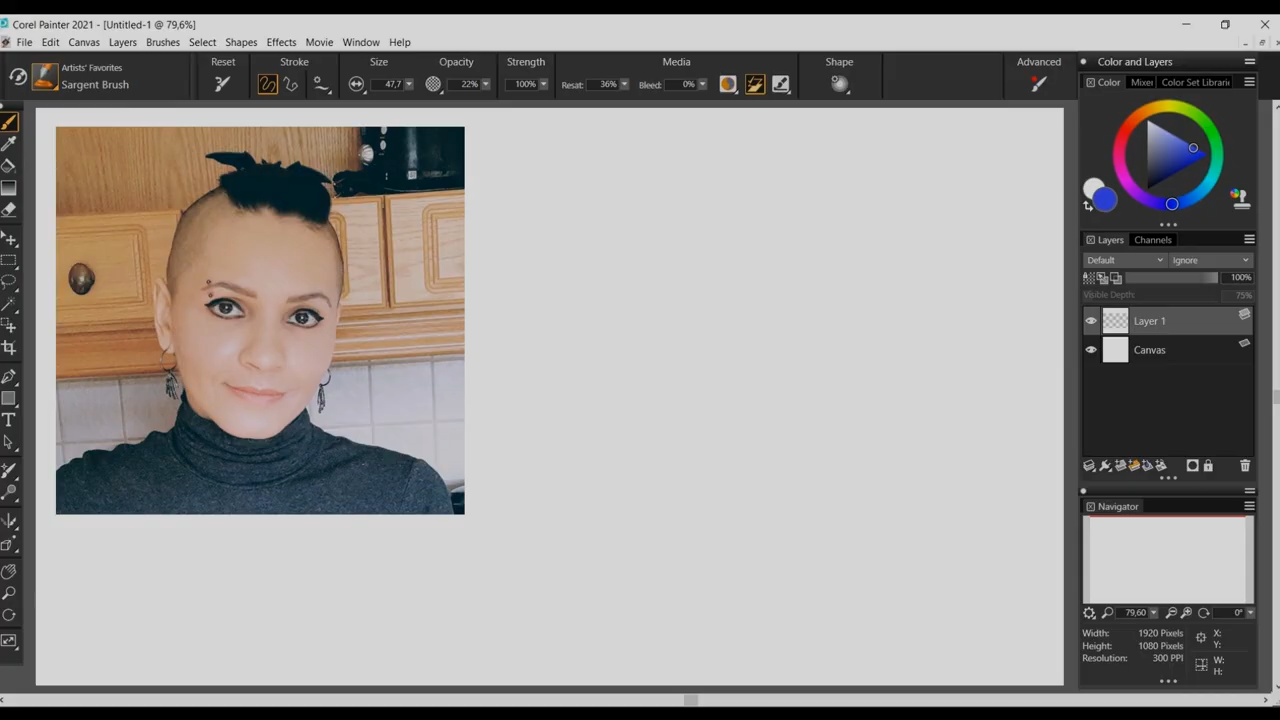 Corel Painter 2021 - [Untitled-1 @ 79,6%]
File Edit Canvas Layers Brushes Select Shapes Effects Movie Window Help
Artists' Favorites
Sargent Brush
Reset Stroke Size Opacity Strength Media Shape Advanced
47,7 22% 100% Resat: 36% Bleed: 0%
Color and Layers
Color Mixer Color Set Librarie
Layers Channels
Default Ignore
100%
Visible Depth: 75%
Layer 1
Canvas
Navigator
79,60 0°
Width: 1920 Pixels X:
Height: 1080 Pixels Y:
Resolution: 300 PPI W:
H:
T